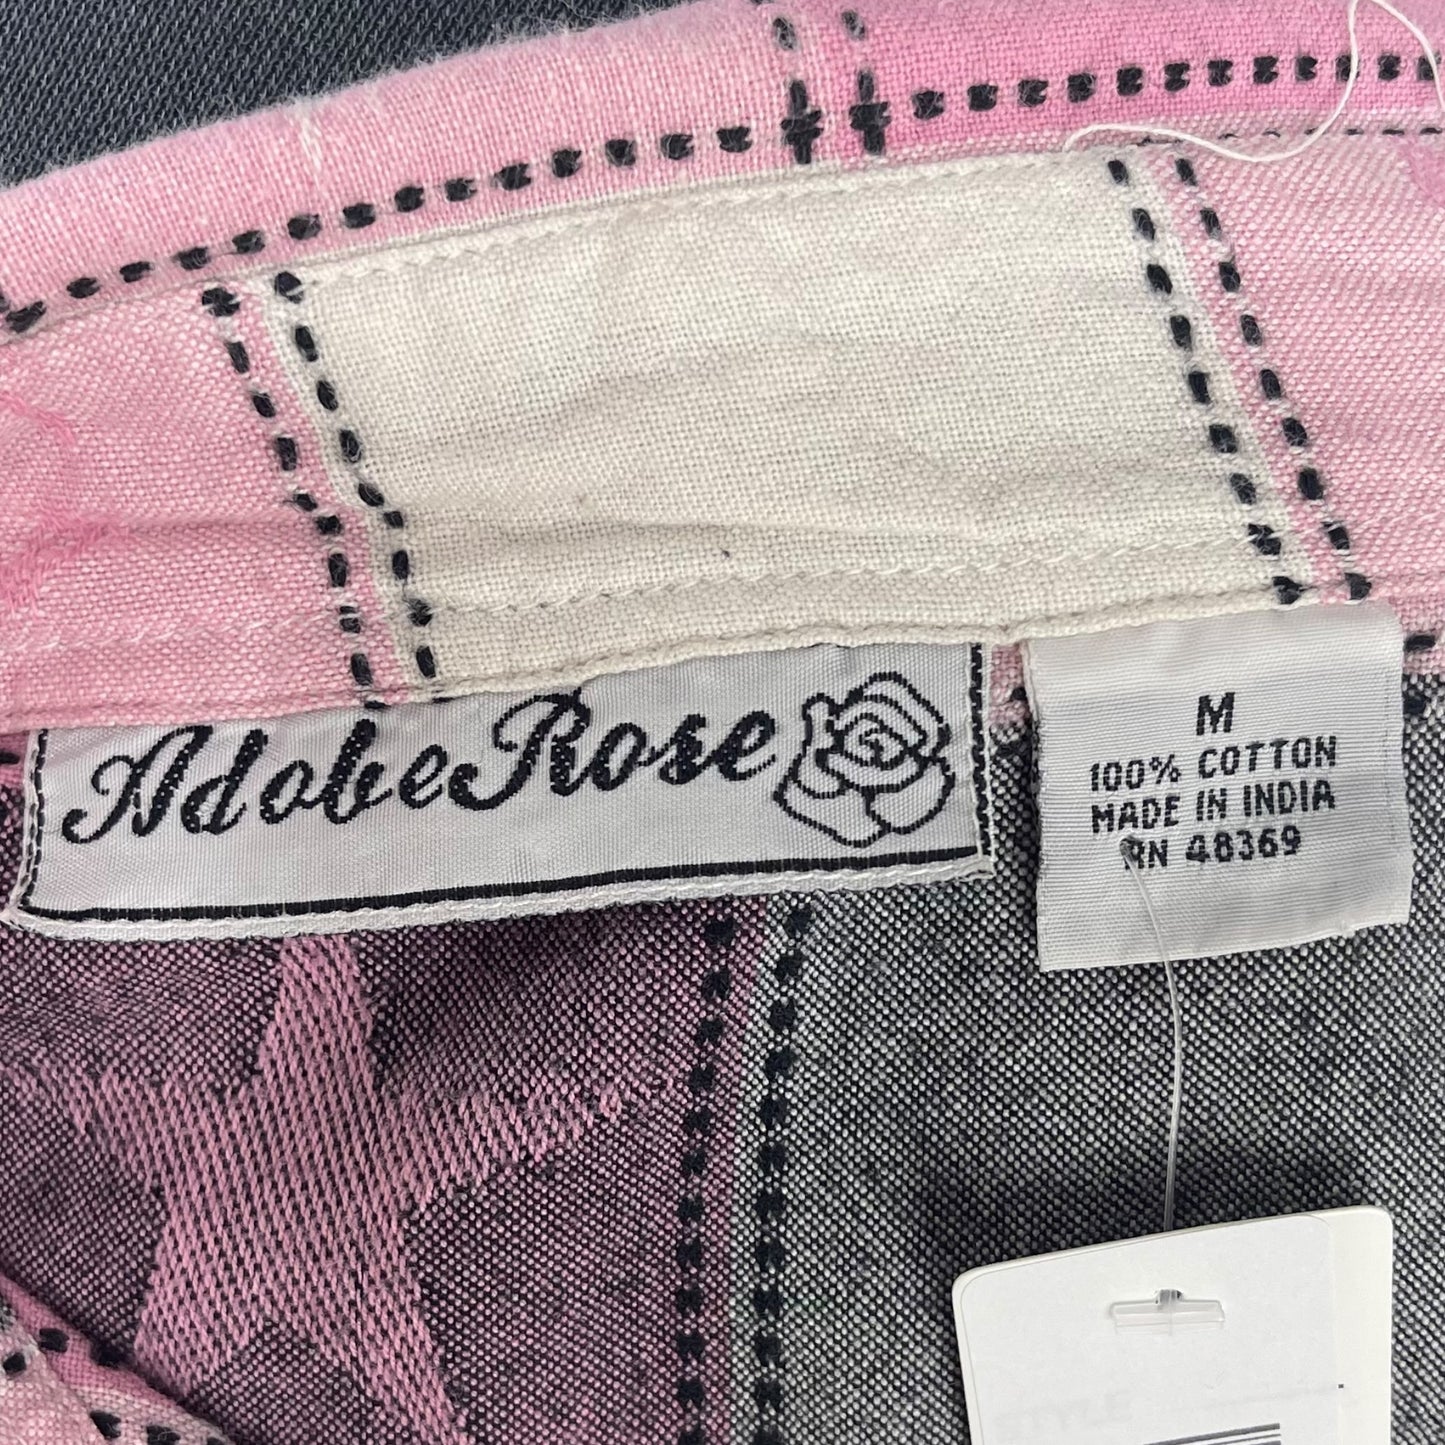 AdobeRose
M
100% COTTON
MADE IN INDIA
RN 48369